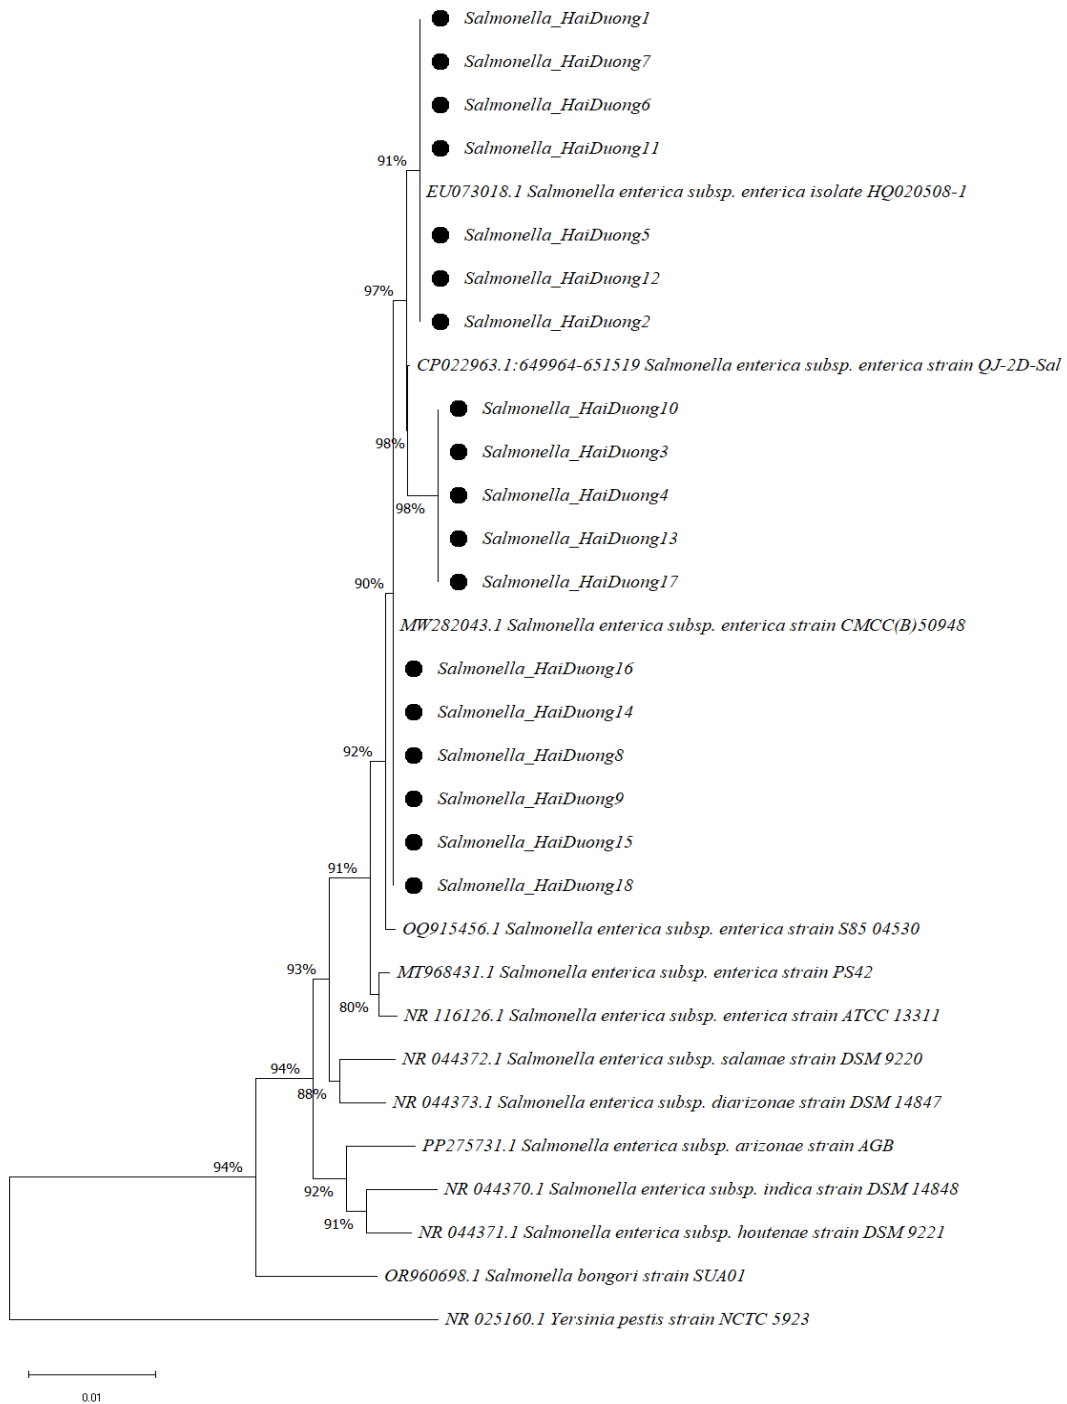 Salmonella_HaiDuong1
Salmonella_HaiDuong7
Salmonella_HaiDuong6
Salmonella_HaiDuong11
91%
EU073018.1 Salmonella enterica subsp. enterica isolate HQ020508-1
Salmonella_HaiDuong5
Salmonella_HaiDuong12
97%
Salmonella_HaiDuong2
CP022963.1:649964-651519 Salmonella enterica subsp. enterica strain QJ-2D-Sal
Salmonella_HaiDuong10
98%
Salmonella_HaiDuong3
Salmonella_HaiDuong4
98%
Salmonella_HaiDuong13
Salmonella_HaiDuong17
90%
MW282043.1 Salmonella enterica subsp. enterica strain CMCC(B)50948
Salmonella_HaiDuong16
Salmonella_HaiDuong14
92%
Salmonella_HaiDuong8
Salmonella_HaiDuong9
Salmonella_HaiDuong15
91%
Salmonella_HaiDuong18
OQ915456.1 Salmonella enterica subsp. enterica strain S85 04530
93%
MT968431.1 Salmonella enterica subsp. enterica strain PS42
80%
NR 116126.1 Salmonella enterica subsp. enterica strain ATCC 13311
NR 044372.1 Salmonella enterica subsp. salamae strain DSM 9220
94%
88%
NR 044373.1 Salmonella enterica subsp. diarizonae strain DSM 14847
PP275731.1 Salmonella enterica subsp. arizonae strain AGB
94%
92%
NR 044370.1 Salmonella enterica subsp. indica strain DSM 14848
91%
NR 044371.1 Salmonella enterica subsp. houtenae strain DSM 9221
OR960698.1 Salmonella bongori strain SUA01
NR 025160.1 Yersinia pestis strain NCTC 5923
0.01